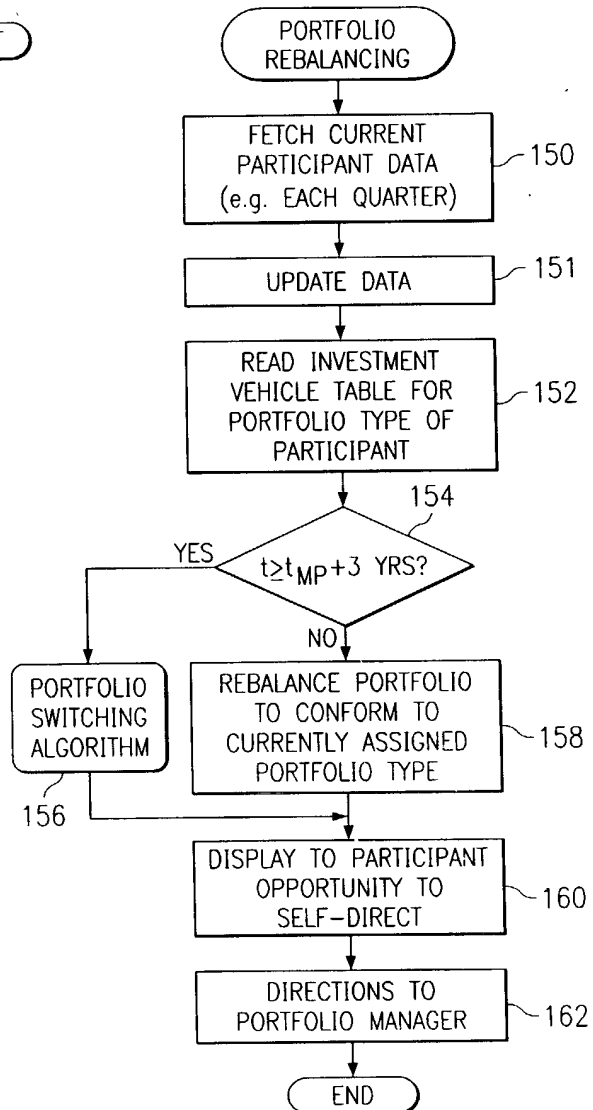 PORTFOLIO
REBALANCING
FETCH CURRENT
PARTICIPANT DATA
(e.g. EACH QUARTER)
150
UPDATE DATA
151
READ INVESTMENT
VEHICLE TABLE FOR
PORTFOLIO TYPE OF
PARTICIPANT
152
154
t≥tMP+3 YRS?
YES
NO
PORTFOLIO
SWITCHING
ALGORITHM
156
REBALANCE PORTFOLIO
TO CONFORM TO
CURRENTLY ASSIGNED
PORTFOLIO TYPE
158
DISPLAY TO PARTICIPANT
OPPORTUNITY TO
SELF-DIRECT
160
DIRECTIONS TO
PORTFOLIO MANAGER
162
END